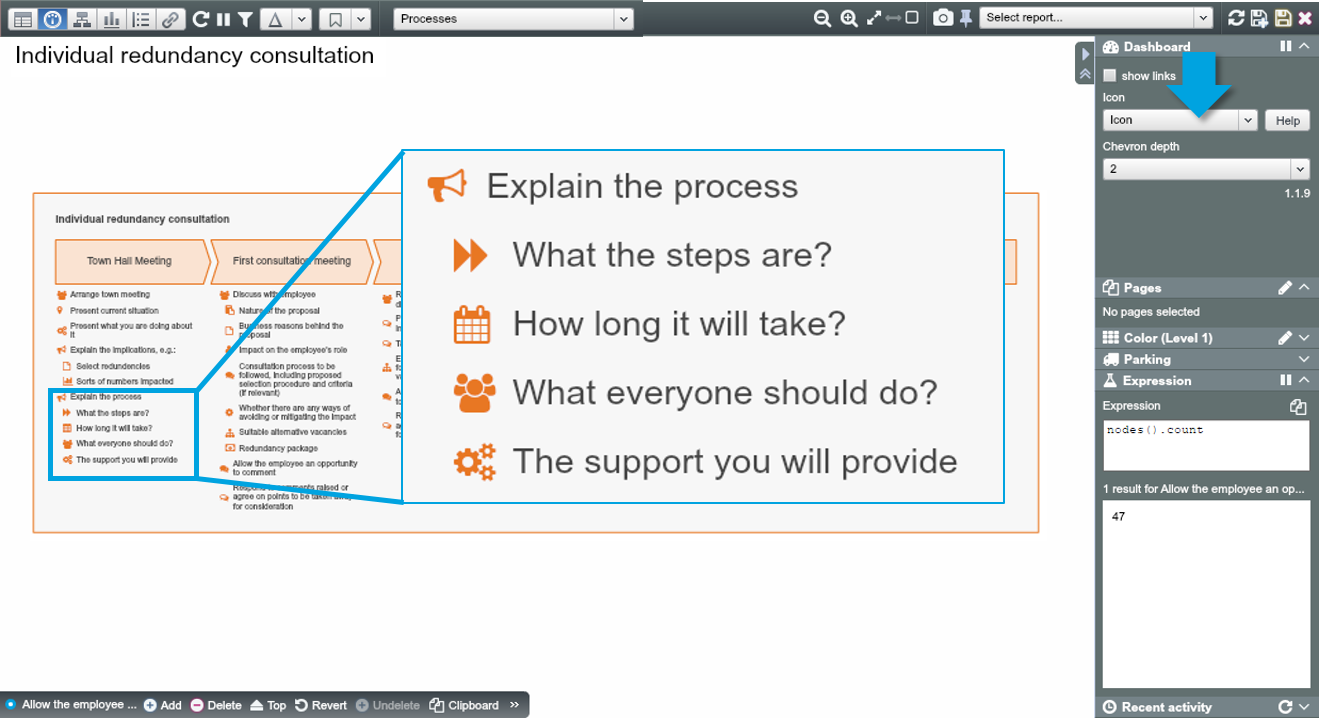 Processes
Select report...
Individual redundancy consultation
Dashboard
show links
Icon
Icon
Help
Chevron depth
2
1.1.9
Pages
No pages selected
Color (Level 1)
Parking
Expression
Expression
nodes().count
1 result for Allow the employee an op...
47
Recent activity
Individual redundancy consultation
Town Hall Meeting
First consultation meeting
Arrange town meeting
Present current situation
Present what you are doing about
it
Explain the implications, e.g.:
Select redundencies
Sorts of numbers impacted
Explain the process
What the steps are?
How long it will take?
What everyone should do?
The support you will provide
Discuss with employee
Nature of the proposal
Business reasons behind the
proposal
Impact on the employee's role
Consultation process to be
followed, including proposed
selection procedure and criteria
(if relevant)
Whether there are any ways of
avoiding or mitigating the impact
Suitable alternative vacancies
Redundancy package
Allow the employee an opportunity
to comment
Respond to comments raised or
agree on points to be taken away
for consideration
Explain the process
What the steps are?
How long it will take?
What everyone should do?
The support you will provide
Allow the employee ...
Add
Delete
Top
Revert
Undelete
Clipboard
»